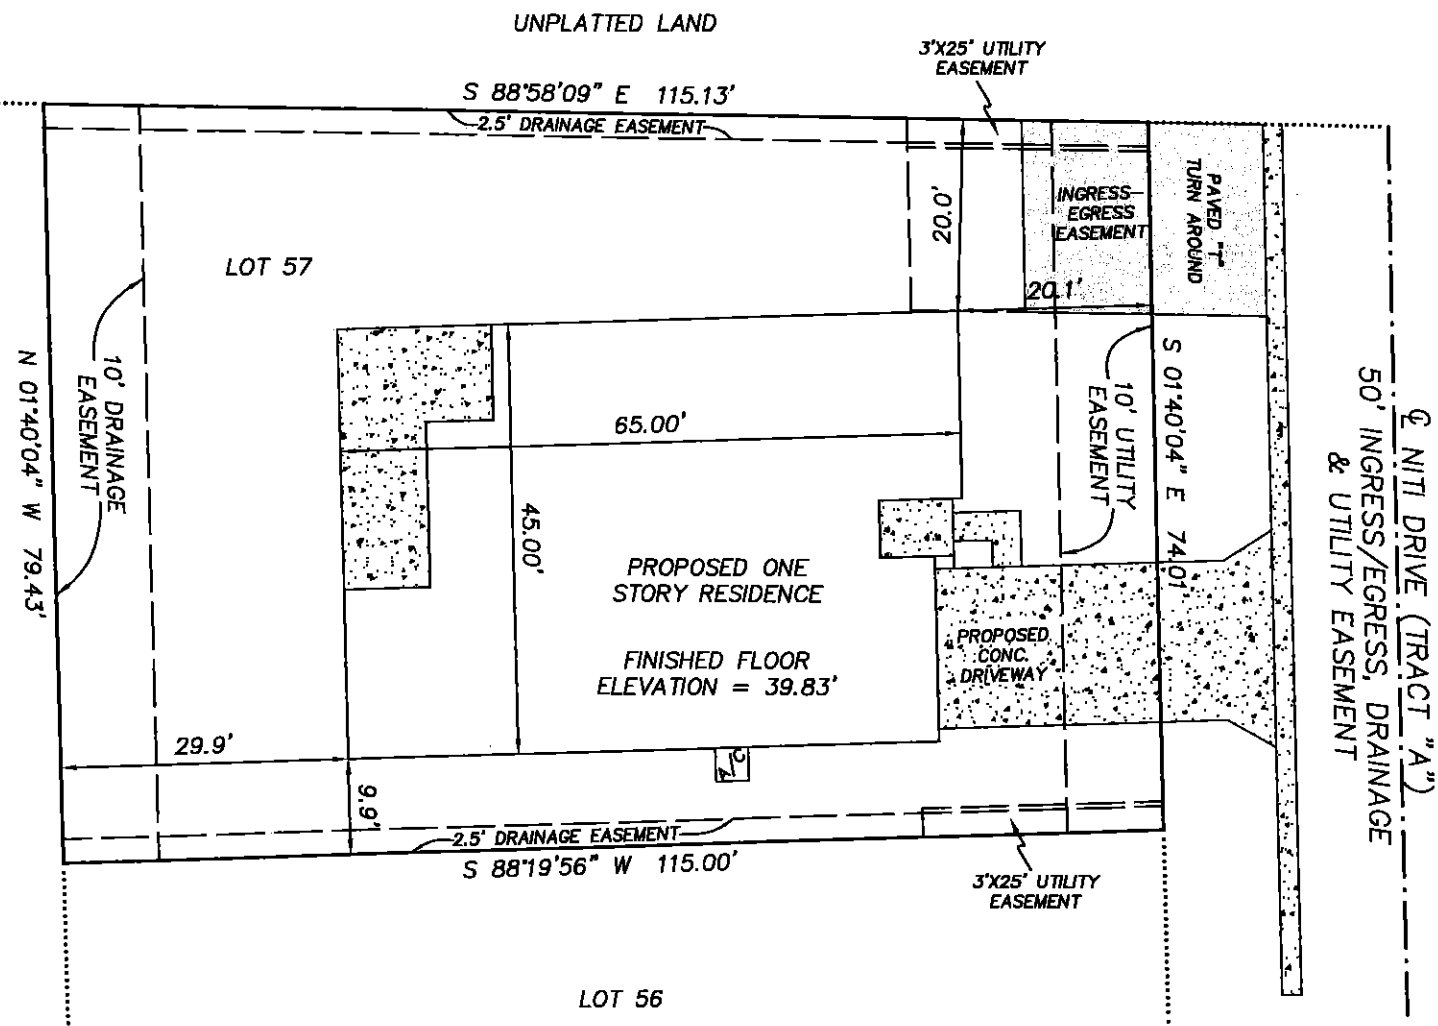 UNPLATTED LAND
3'X25' UTILITY
EASEMENT
S 88°58'09" E 115.13'
2.5' DRAINAGE EASEMENT
INGRESS-
EGRESS
EASEMENT
PAVED "T"
TURN AROUND
20.0'
20.1'
LOT 57
10' DRAINAGE
EASEMENT
N 01°40'04" W 79.43'
65.00'
45.00'
10' UTILITY
EASEMENT
S 01°40'04" E 74.01'
℄ NITI DRIVE (TRACT "A")
50' INGRESS/EGRESS, DRAINAGE
& UTILITY EASEMENT
PROPOSED ONE
STORY RESIDENCE
FINISHED FLOOR
ELEVATION = 39.83'
PROPOSED
CONC.
DRIVEWAY
29.9'
9.9'
A/C
2.5' DRAINAGE EASEMENT
S 88°19'56" W 115.00'
3'X25' UTILITY
EASEMENT
LOT 56